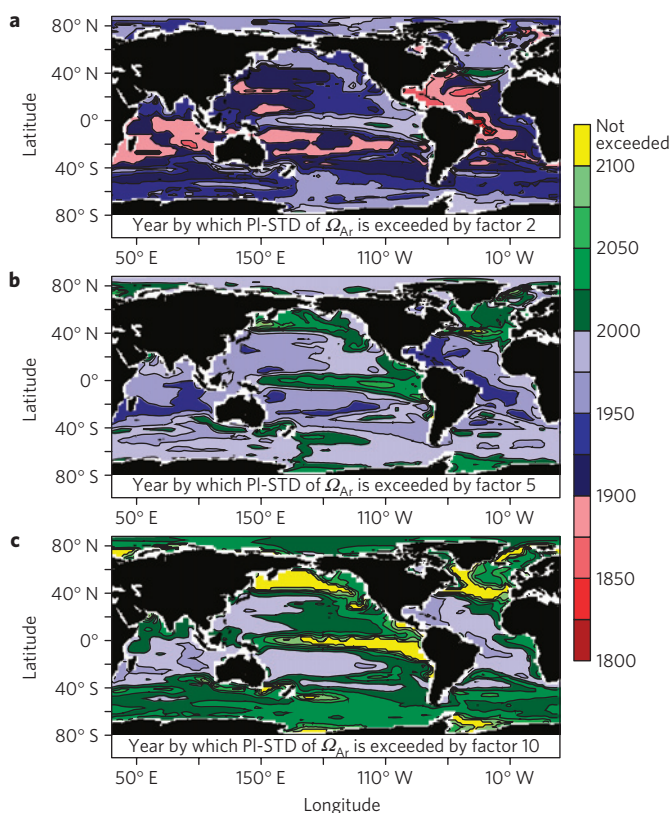 a
80° N
40° N
0°
40° S
80° S
Latitude
Year by which PI-STD of ΩAr is exceeded by factor 2
50° E
150° E
110° W
10° W
b
80° N
40° N
0°
40° S
80° S
Latitude
Year by which PI-STD of ΩAr is exceeded by factor 5
50° E
150° E
110° W
10° W
c
80° N
40° N
0°
40° S
80° S
Latitude
Year by which PI-STD of ΩAr is exceeded by factor 10
50° E
150° E
110° W
10° W
Longitude
Not
exceeded
2100
2050
2000
1950
1900
1850
1800